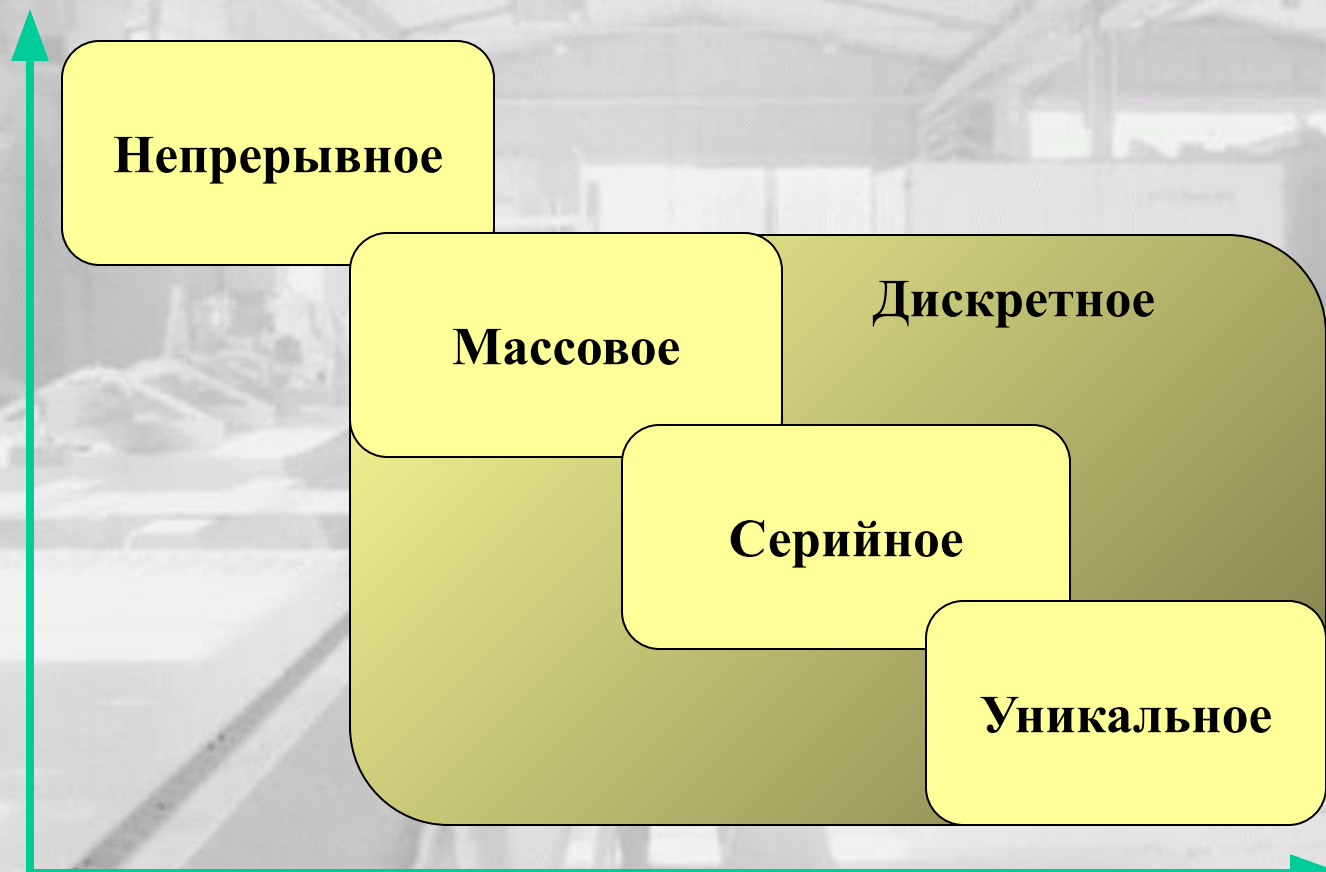 Непрерывное
Дискретное
Массовое
Серийное
Уникальное